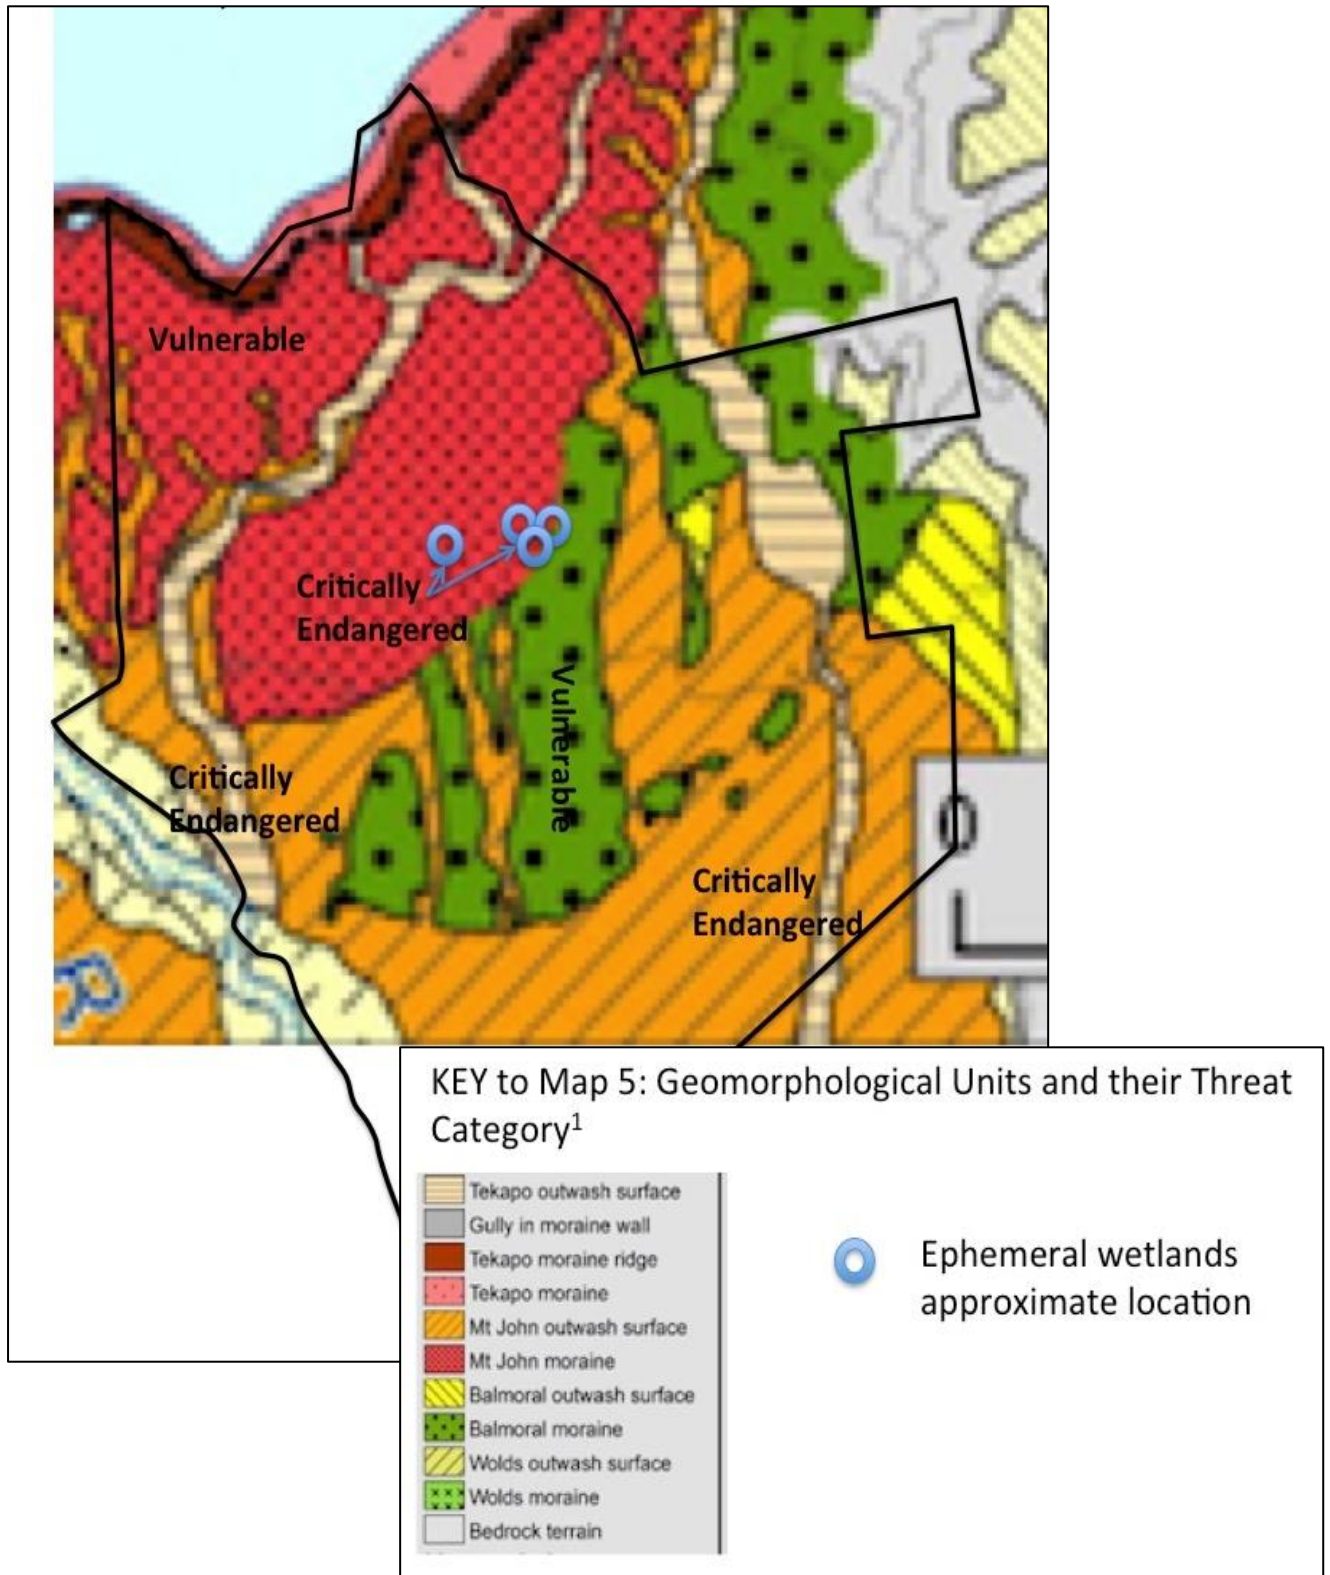 Vulnerable
Critically
Endangered
Vulnerable
Critically
Endangered
Critically
Endangered
0
KEY to Map 5: Geomorphological Units and their Threat
Category¹
Tekapo outwash surface
Gully in moraine wall
Tekapo moraine ridge
Tekapo moraine
Mt John outwash surface
Mt John moraine
Balmoral outwash surface
Balmoral moraine
Wolds outwash surface
Wolds moraine
Bedrock terrain
Ephemeral wetlands
approximate location